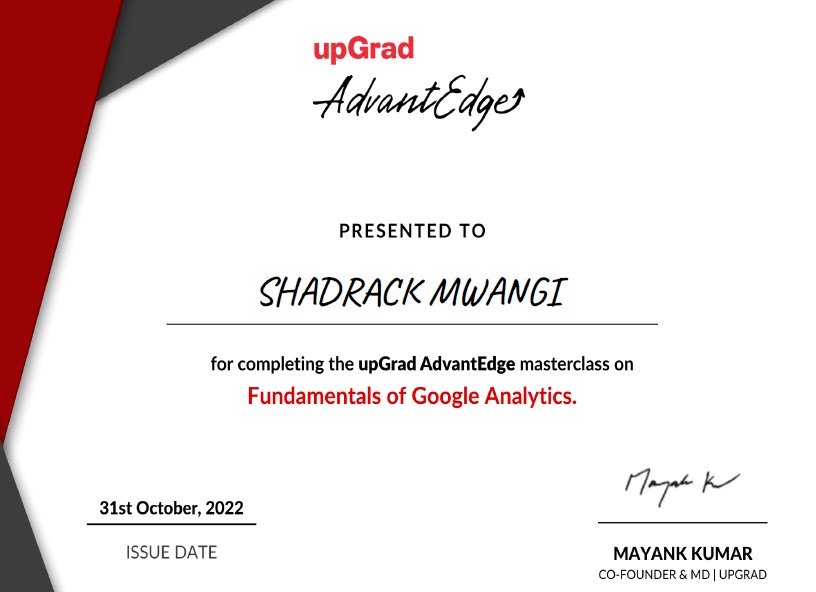 upGrad
AdvantEdge
PRESENTED TO
SHADRACK MWANGI
for completing the upGrad AdvantEdge masterclass on
Fundamentals of Google Analytics.
Mayank K
31st October, 2022
ISSUE DATE
MAYANK KUMAR
CO-FOUNDER & MD | UPGRAD